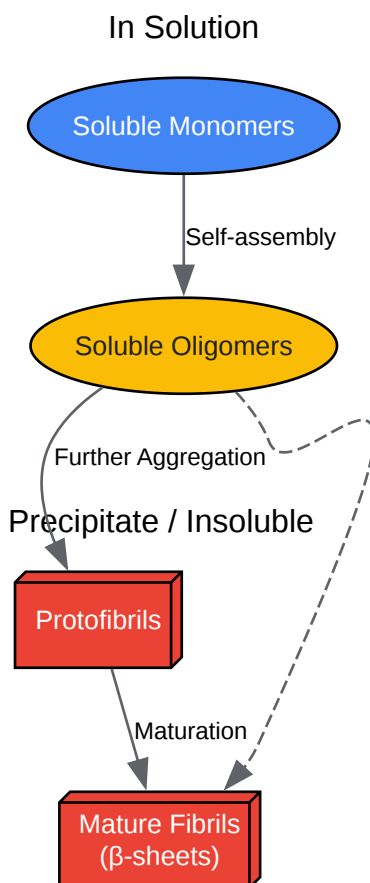 In Solution
Soluble Monomers
Self-assembly
Soluble Oligomers
Further Aggregation
Precipitate / Insoluble
Protofibrils
Maturation
Mature Fibrils
(β-sheets)